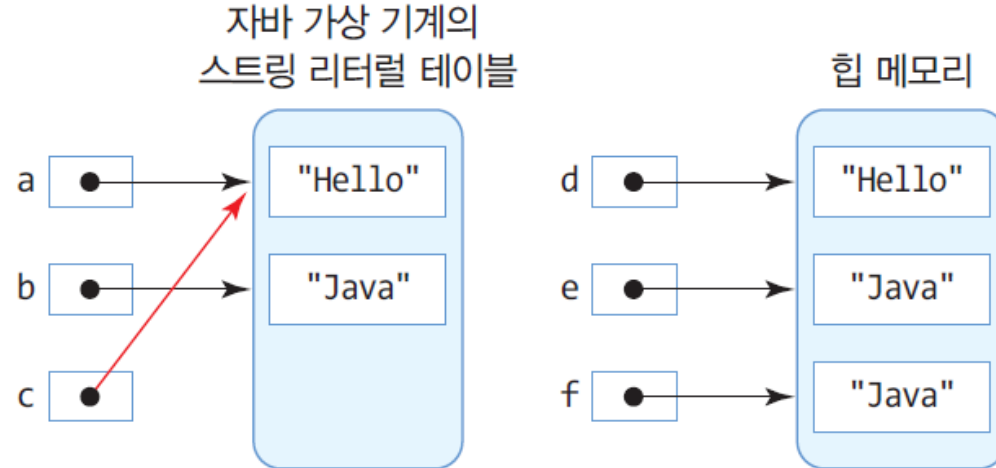 자바 가상 기계의
스트링 리터럴 테이블
힙 메모리
a "Hello" d "Hello"
b "Java" e "Java"
c f "Java"